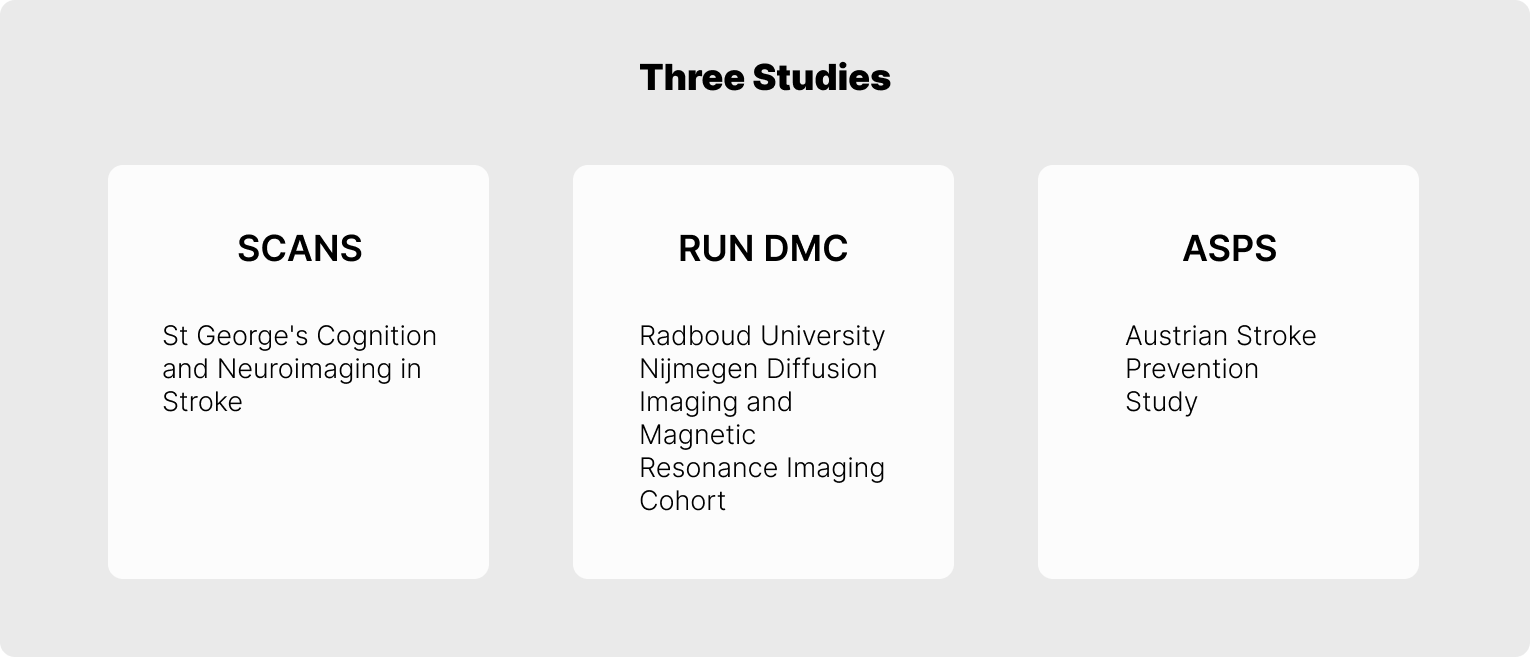 Three Studies
SCANS
St George's Cognition
and Neuroimaging in
Stroke
RUN DMC
Radboud University
Nijmegen Diffusion
Imaging and
Magnetic
Resonance Imaging
Cohort
ASPS
Austrian Stroke
Prevention
Study